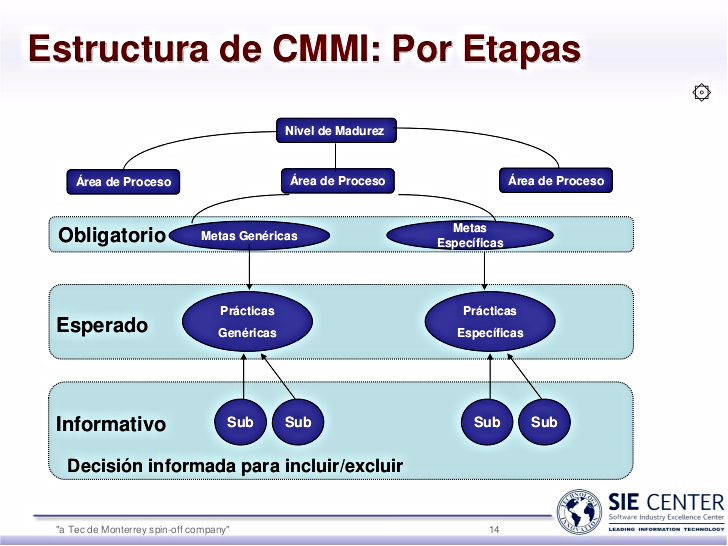 Estructura de CMMI: Por Etapas
Nivel de Madurez
Área de Proceso
Área de Proceso
Área de Proceso
Obligatorio
Metas Genéricas
Metas
Específicas
Esperado
Prácticas
Genéricas
Prácticas
Específicas
Informativo
Sub
Sub
Sub
Sub
Decisión informada para incluir/excluir
"a Tec de Monterrey spin-off company"
14
TECHNOLOGY
INNOVATION
SIE CENTER
Software Industry Excellence Center
LEADING INFORMATION TECHNOLOGY